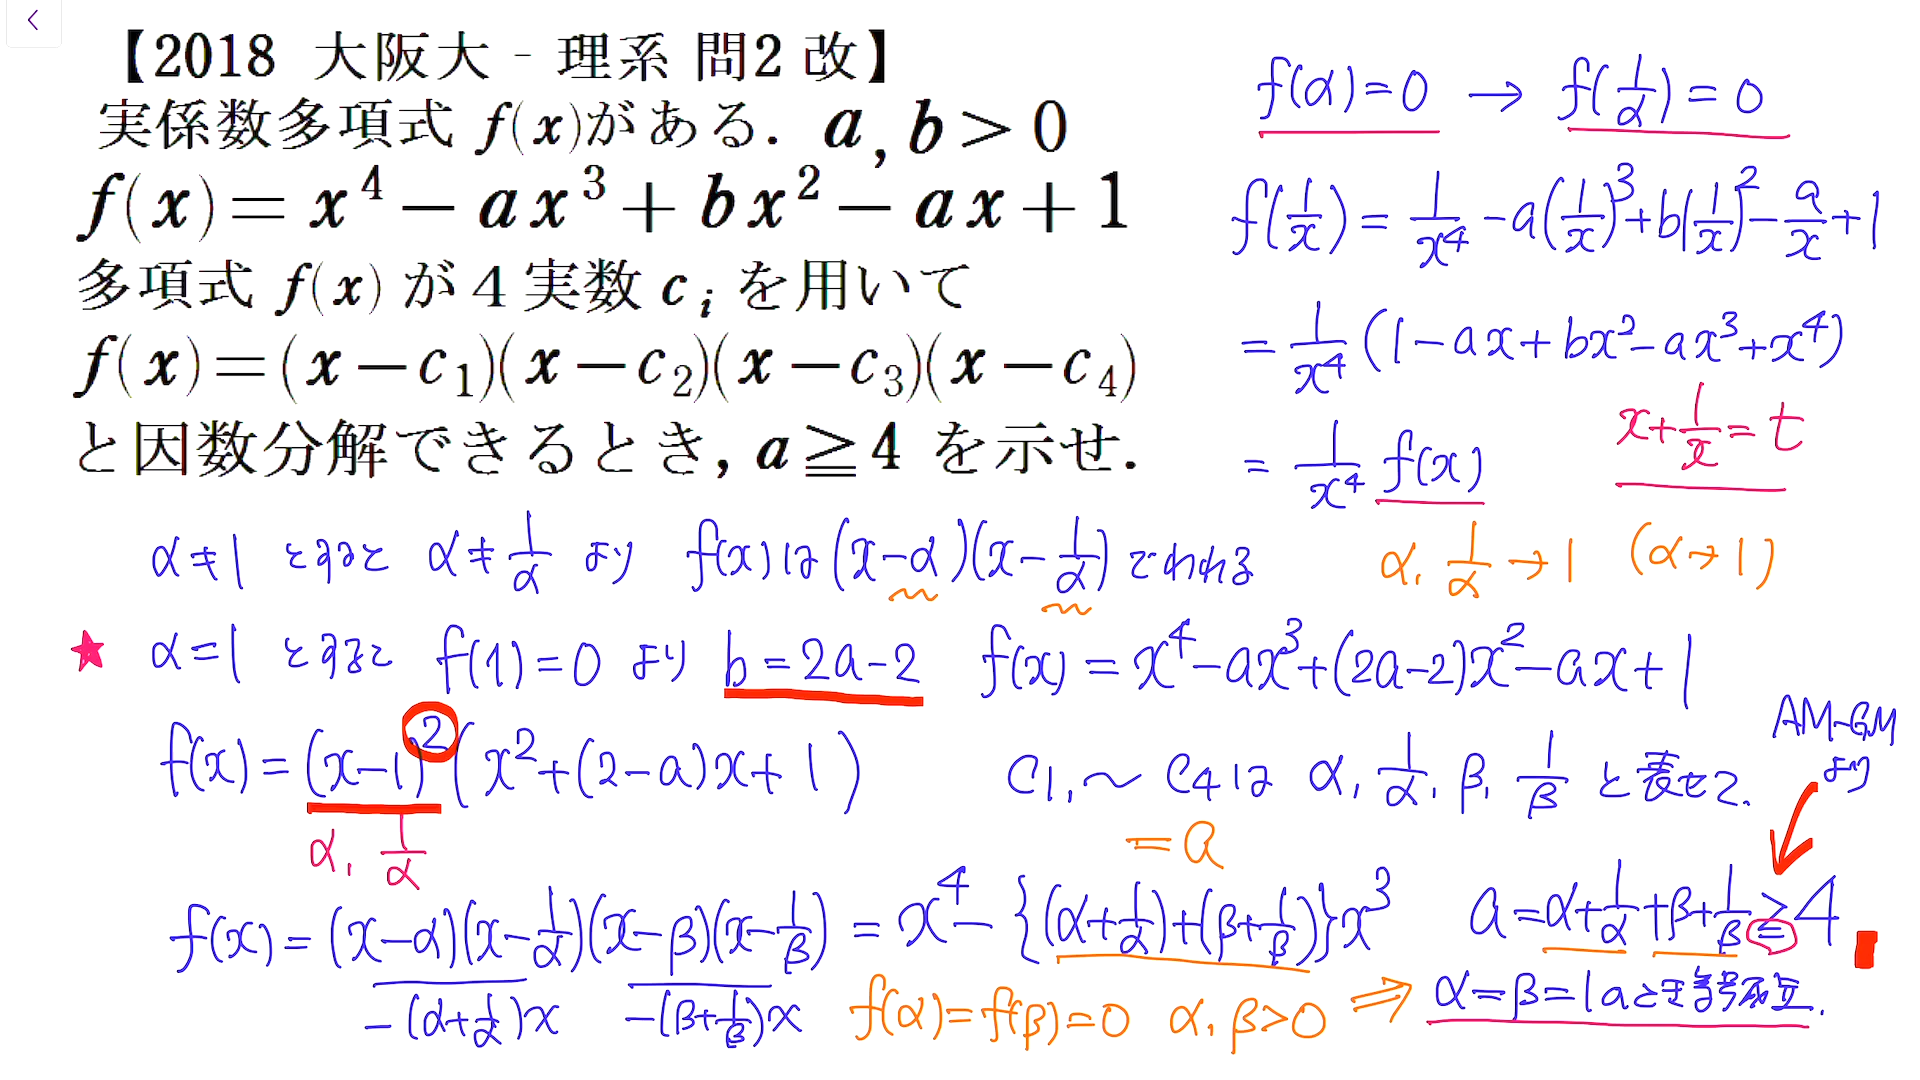 【2018 大阪大‐理系 問2 改】
実係数多項式 f(x)がある. a, b>0
f(x)=x⁴−ax³+bx²−ax+1
多項式 f(x) が4実数 cᵢ を用いて
f(x)=(x−c₁)(x−c₂)(x−c₃)(x−c₄)
と因数分解できるとき, a≧4 を示せ.
f(α)=0 → f(1/α)=0
f(1/x)=1/x⁴−a(1/x)³+b(1/x)²−a/x+1
=1/x⁴(1−ax+bx²−ax³+x⁴)
=1/x⁴ f(x)
x+1/x=t
α≠1 とすると α≠1/α より f(x)は(x−α)(x−1/α)でわれる
α, 1/α→1 (α→1)
★ α=1 とすると f(1)=0 より b=2a−2 f(x)=x⁴−ax³+(2a−2)x²−ax+1
f(x)=(x−1)²(x²+(2−a)x+1)
α, 1/α
C1,〜C4は α, 1/α, β, 1/β と表せて.
AM-GM
より
=a
f(x)=(x−α)(x−1/α)(x−β)(x−1/β)=x⁴−{(α+1/α)+(β+1/β)}x³
−(α+1/α)x −(β+1/β)x
f(α)=f(β)=0 α, β>0 ⇒
a=α+1/α+β+1/β≧4
α=β=1のとき等号成立.